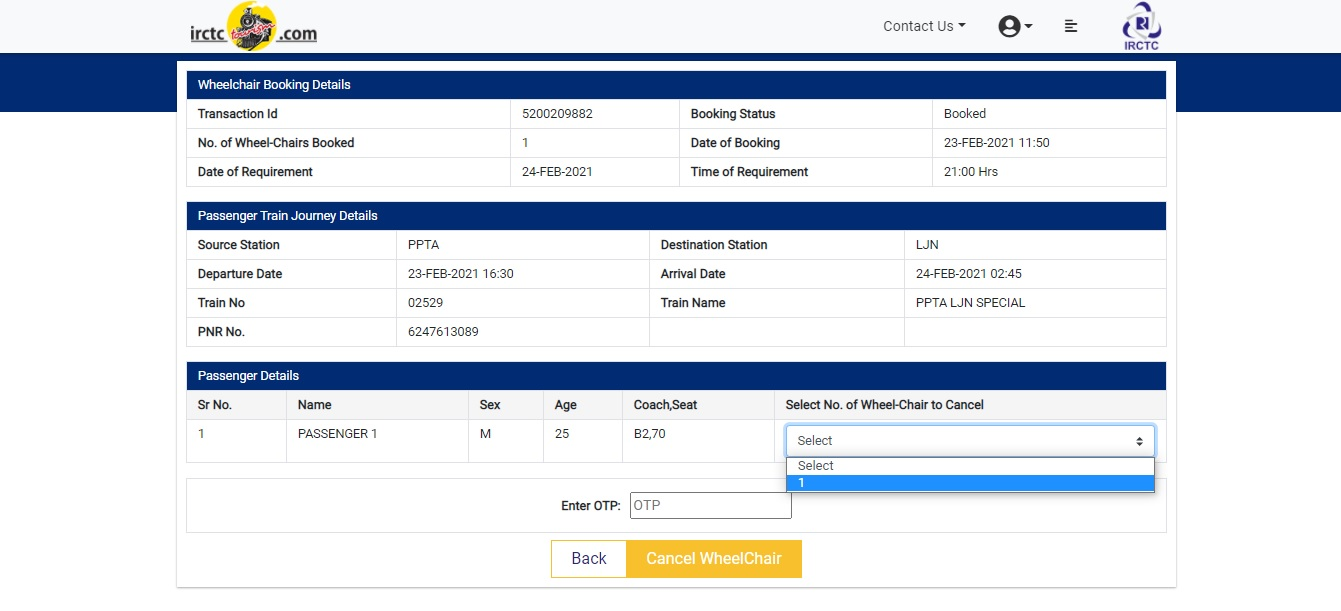 irctc tourism .com Contact Us IRCTC
Wheelchair Booking Details
Transaction Id 5200209882 Booking Status Booked
No. of Wheel-Chairs Booked 1 Date of Booking 23-FEB-2021 11:50
Date of Requirement 24-FEB-2021 Time of Requirement 21:00 Hrs
Passenger Train Journey Details
Source Station PPTA Destination Station LJN
Departure Date 23-FEB-2021 16:30 Arrival Date 24-FEB-2021 02:45
Train No 02529 Train Name PPTA LJN SPECIAL
PNR No. 6247613089
Passenger Details
Sr No. Name Sex Age Coach,Seat Select No. of Wheel-Chair to Cancel
1 PASSENGER 1 M 25 B2,70 Select
Select
1
Enter OTP: OTP
Back Cancel WheelChair